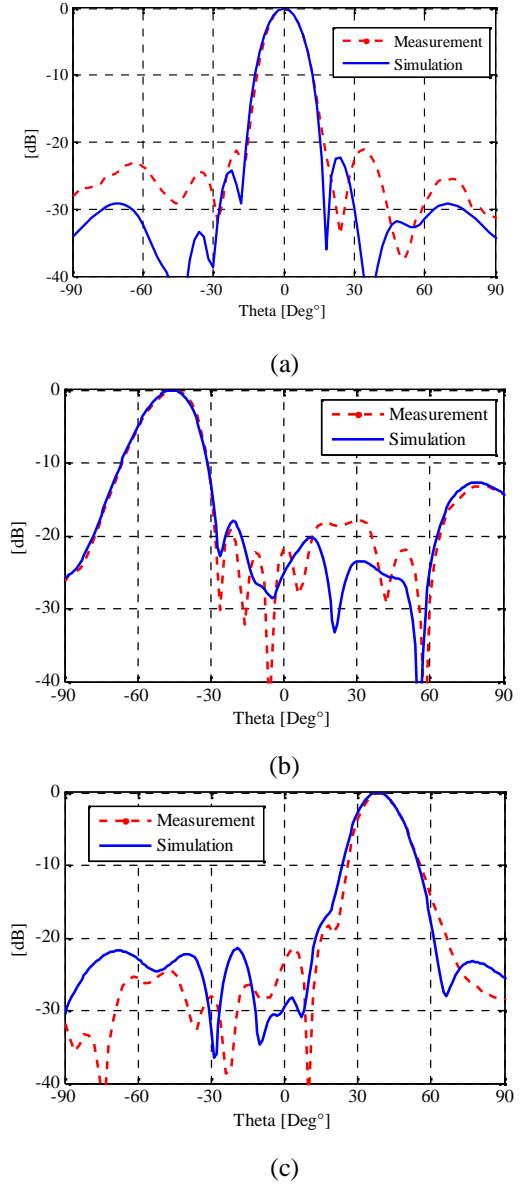 0
-10
-20
-30
-40
[dB]
Measurement
Simulation
-90 -60 -30 0 30 60 90
Theta [Deg°]
(a)
0
-10
-20
-30
-40
[dB]
Measurement
Simulation
-90 -60 -30 0 30 60 90
Theta [Deg°]
(b)
0
-10
-20
-30
-40
[dB]
Measurement
Simulation
-90 -60 -30 0 30 60 90
Theta [Deg°]
(c)